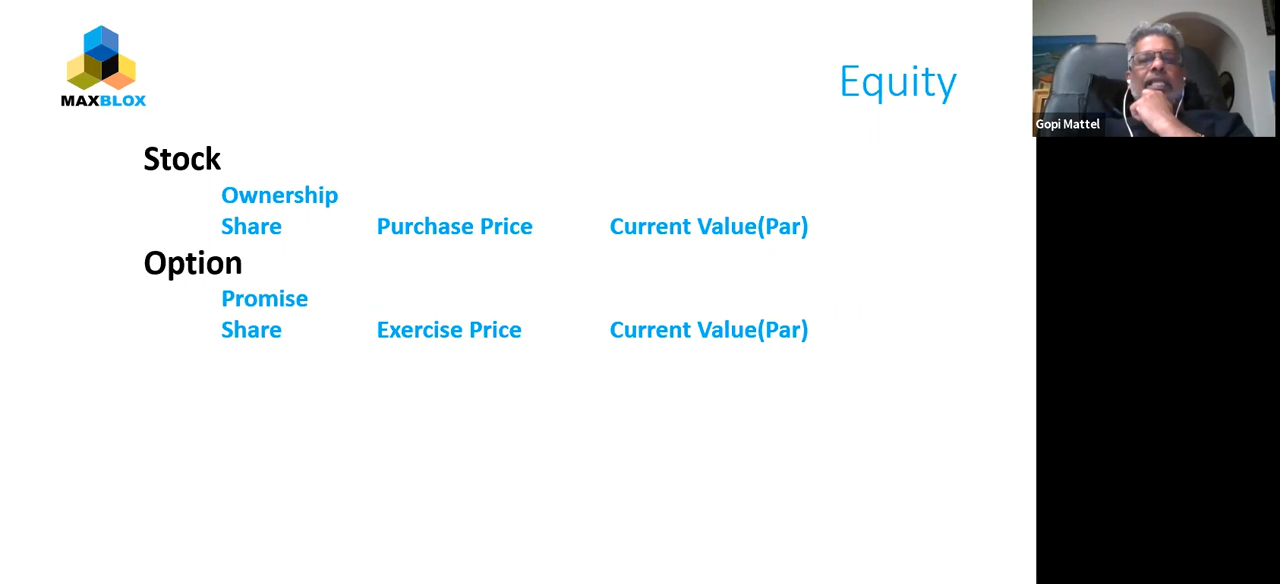 MAXBLOX
Equity
Gopi Mattel
Stock
Ownership
Share Purchase Price Current Value(Par)
Option
Promise
Share Exercise Price Current Value(Par)